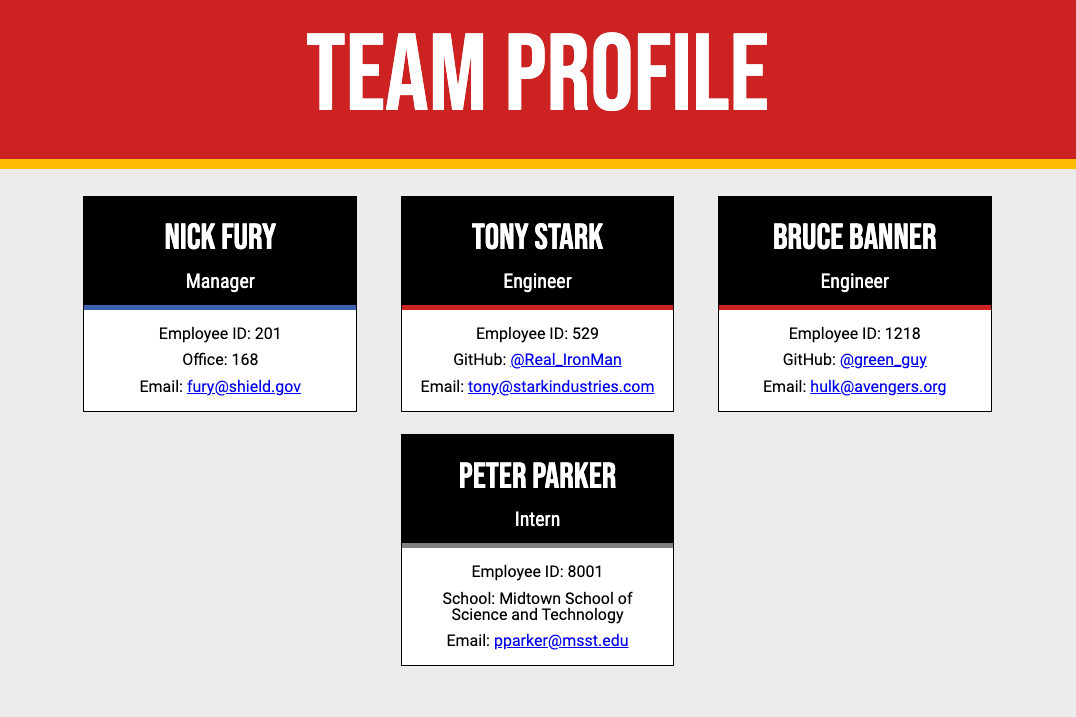 TEAM PROFILE
NICK FURY
Manager
Employee ID: 201
Office: 168
Email: fury@shield.gov
TONY STARK
Engineer
Employee ID: 529
GitHub: @Real_IronMan
Email: tony@starkindustries.com
BRUCE BANNER
Engineer
Employee ID: 1218
GitHub: @green_guy
Email: hulk@avengers.org
PETER PARKER
Intern
Employee ID: 8001
School: Midtown School of
Science and Technology
Email: pparker@msst.edu